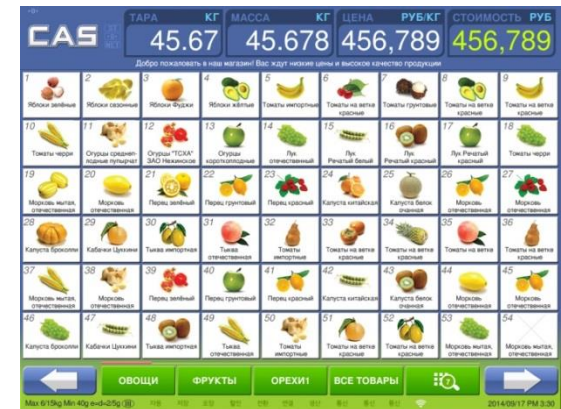 CAS
ТАРА КГ
45.67
МАССА КГ
45.678
ЦЕНА РУБ/КГ
456,789
СТОИМОСТЬ РУБ
456,789
Добро пожаловать в наш магазин! Вас ждут низкие цены и высокое качество продукции
1 Яблоки зелёные
2 Яблоки сезонные
3 Яблоки Фуджи
4 Яблоки жёлтые
5 Томаты импортные
6 Томаты на ветке красные
7 Томаты грунтовые
8 Томаты на ветке красные
9 Томаты на ветке красные
10 Томаты черри
11 Огурцы средне-плодные пупырчат
12 Огурцы "ТСХА" ЗАО Нежинское
13 Огурцы короткоплодные
14 Лук отечественный
15 Лук Репчатый белый
16 Лук Репчатый красный
17 Лук Репчатый красный
18 Томаты черри
19 Морковь мытая, отечественная
20 Морковь отечественная
21 Перец зелёный
22 Перец грунтовый
23 Перец красный
24 Капуста китайская
25 Капуста белок очанная
26 Морковь отечественная
27 Морковь мытая, отечественная
28 Капуста Броколли
29 Кабачки Цуккини
30 Тыква импортная
31 Тыква отечественная
32 Томаты импортные
33 Томаты на ветке красные
34 Томаты на ветке красные
35 Томаты на ветке красные
36 Томаты на ветке красные
37 Морковь мытая, отечественная
38 Морковь отечественная
39 Перец зелёный
40 Перец грунтовый
41 Перец красный
42 Капуста китайская
43 Капуста белок очанная
44 Морковь отечественная
45 Морковь мытая, отечественная
46 Капуста Броколли
47 Кабачки Цуккини
48 Тыква импортная
49 Тыква отечественная
50 Томаты импортные
51 Томаты на ветке красные
52 Томаты на ветке красные
53 Морковь мытая, отечественная
54 Морковь отечественная
ОВОЩИ
ФРУКТЫ
ОРЕХИ1
ВСЕ ТОВАРЫ
Max 6/15kg Min 40g e=d=2/5g
2014/09/17 PM 3:30